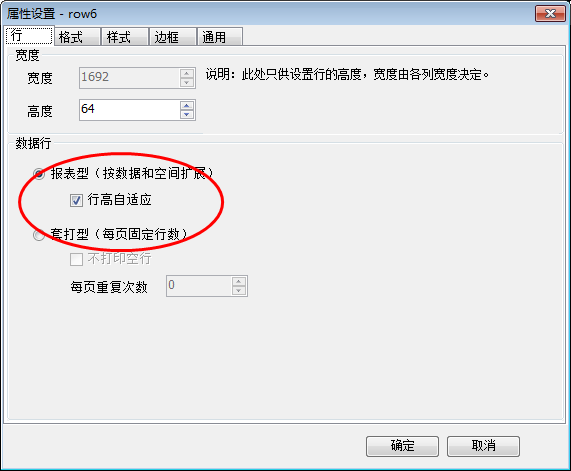 属性设置 - row6
行 格式 样式 边框 通用
宽度
宽度 1692 说明：此处只供设置行的高度，宽度由各列宽度决定。
高度 64
数据行
报表型（按数据和空间扩展）
行高自适应
套打型（每页固定行数）
不打印空行
每页重复次数 0
确定 取消